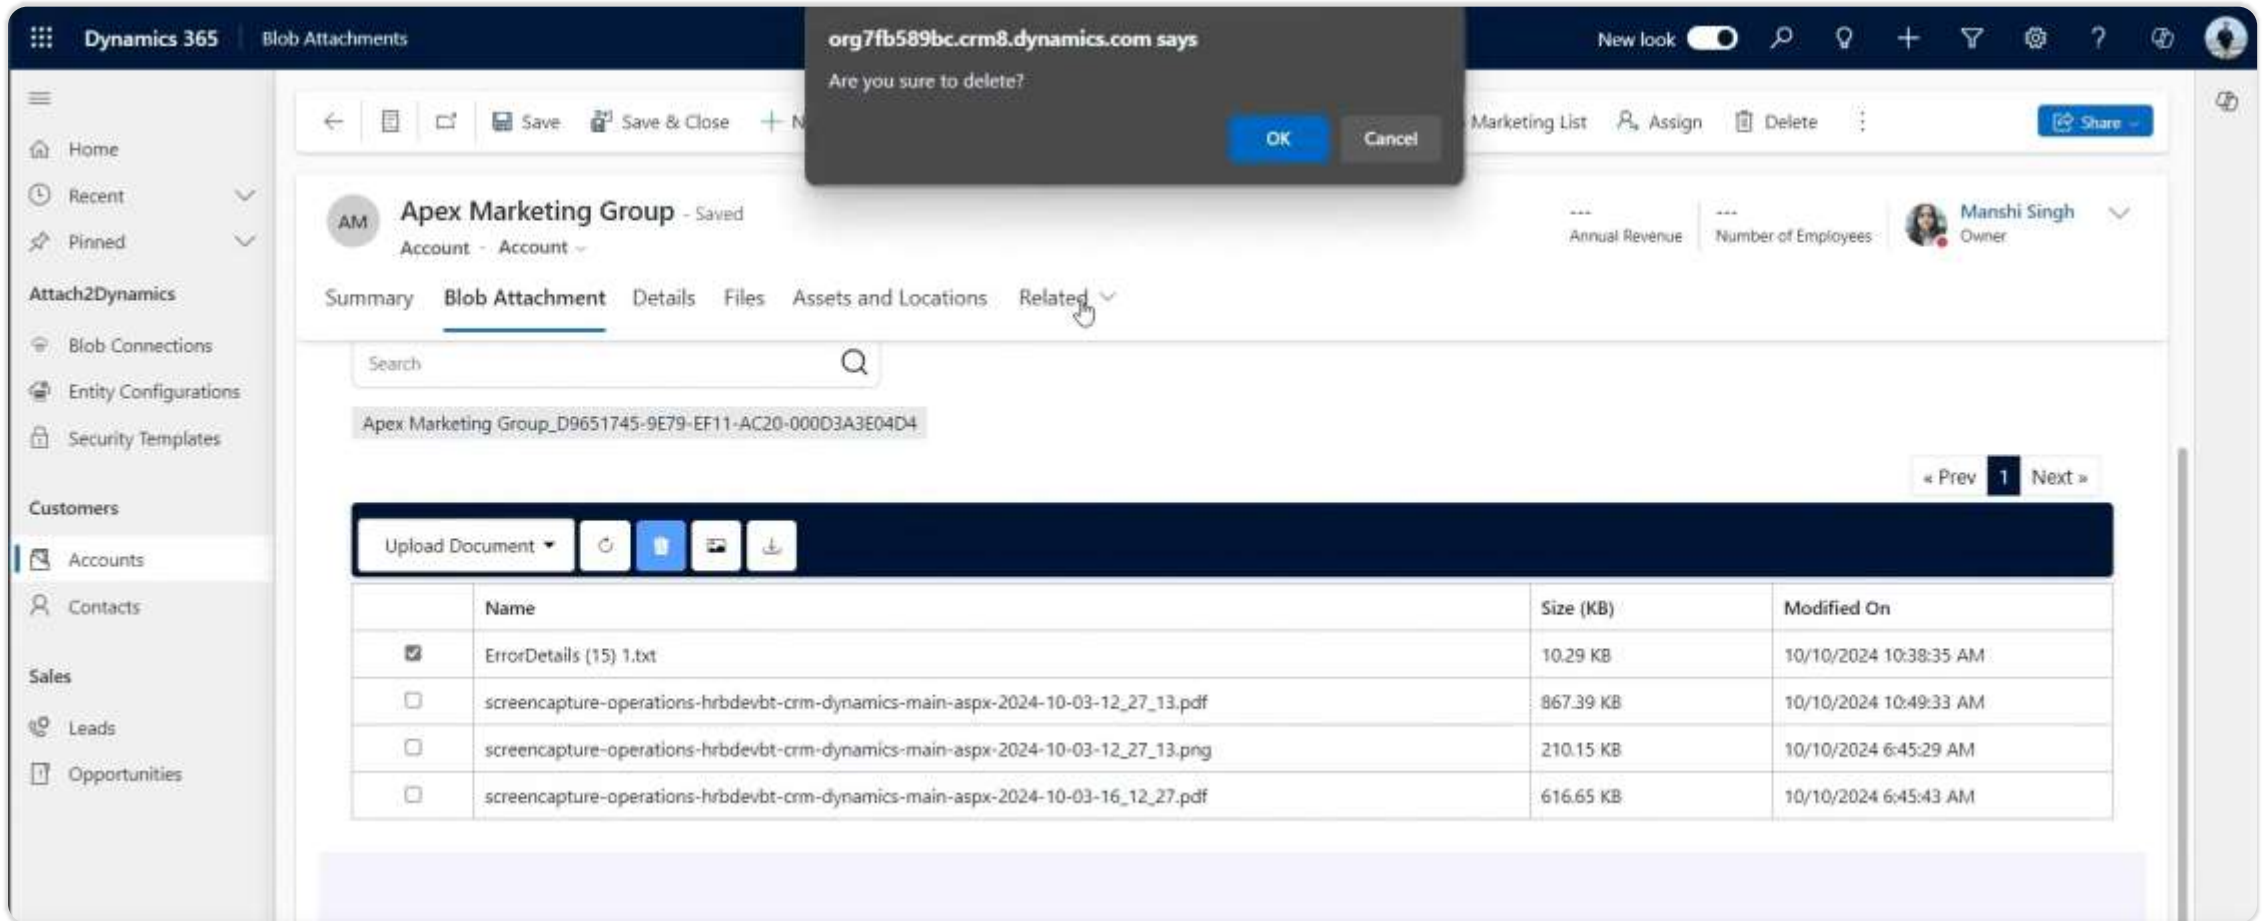 Dynamics 365 Blob Attachments
org7fb589bc.crm8.dynamics.com says
Are you sure to delete?
OK Cancel
New look
Home
Recent
Pinned
Attach2Dynamics
Blob Connections
Entity Configurations
Security Templates
Customers
Accounts
Contacts
Sales
Leads
Opportunities
Save Save & Close N Marketing List Assign Delete Share
AM Apex Marketing Group - Saved
Account - Account
--- Annual Revenue
--- Number of Employees
Manshi Singh
Owner
Summary Blob Attachment Details Files Assets and Locations Related
Search
Apex Marketing Group_D9651745-9E79-EF11-AC20-000D3A3E04D4
« Prev 1 Next »
Upload Document
Name Size (KB) Modified On
ErrorDetails (15) 1.txt 10.29 KB 10/10/2024 10:38:35 AM
screencapture-operations-hrbdevbt-crm-dynamics-main-aspx-2024-10-03-12_27_13.pdf 867.39 KB 10/10/2024 10:49:33 AM
screencapture-operations-hrbdevbt-crm-dynamics-main-aspx-2024-10-03-12_27_13.png 210.15 KB 10/10/2024 6:45:29 AM
screencapture-operations-hrbdevbt-crm-dynamics-main-aspx-2024-10-03-16_12_27.pdf 616.65 KB 10/10/2024 6:45:43 AM